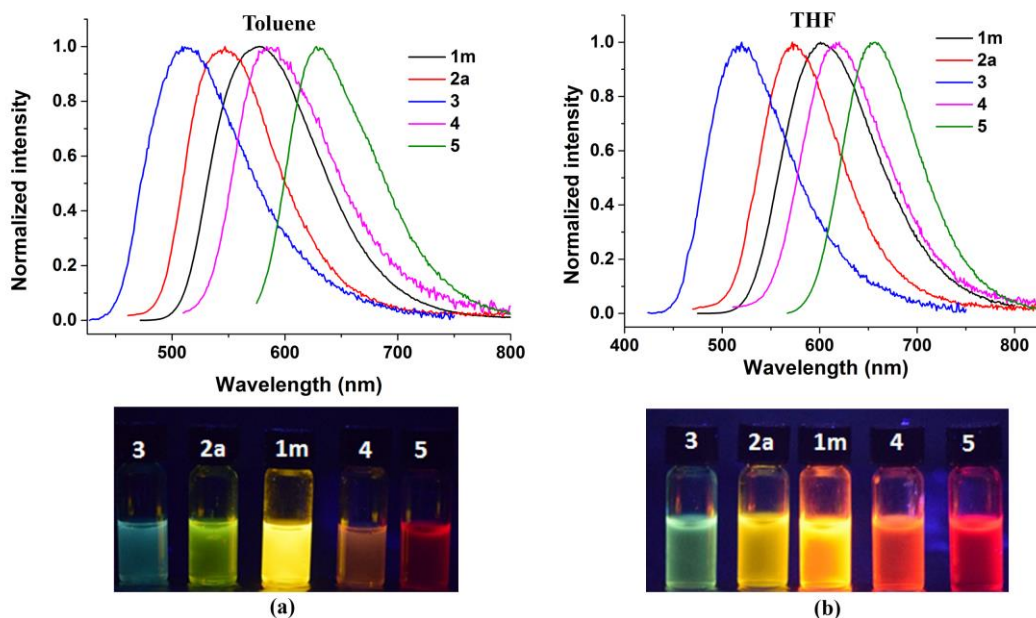 Toluene
Normalized intensity
1.0
0.8
0.6
0.4
0.2
0.0
1m
2a
3
4
5
500 600 700 800
Wavelength (nm)
3 2a 1m 4 5
(a)
THF
Normalized intensity
1.0
0.8
0.6
0.4
0.2
0.0
1m
2a
3
4
5
400 500 600 700 800
Wavelength (nm)
3 2a 1m 4 5
(b)